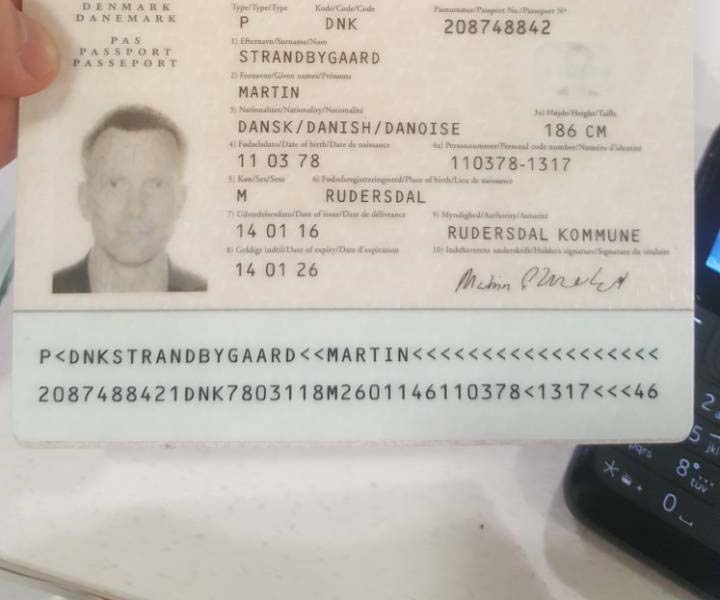 DENMARK
DANEMARK
PAS
PASSPORT
PASSEPORT
Type/Type/Type Kode/Code/Code Pasnummer/Passport No./Passeport Nº
P DNK 208748842
1) Efternavn/Surname/Nom
STRANDBYGAARD
2) Fornavne/Given names/Prénoms
MARTIN
3) Nationalitet/Nationality/Nationalité 3a) Højde/Height/Taille
DANSK/DANISH/DANOISE 186 CM
4) Fødselsdato/Date of birth/Date de naissance 4a) Personnummer/Personal code number/Numéro d'identité
11 03 78 110378-1317
5) Køn/Sex/Sexe 6) Fødselsregistreringssted/Place of birth/Lieu de naissance
M RUDERSDAL
7) Udstedelsesdato/Date of issue/Date de délivrance 9) Myndighed/Authority/Autorité
14 01 16 RUDERSDAL KOMMUNE
8) Gyldigt indtil/Date of expiry/Date d'expiration 10) Indehaverens underskrift/Holder's signature/Signature du titulaire
14 01 26
Martin
P<DNKSTRANDBYGAARD<<MARTIN<<<<<<<<<<<<<<<<<<
2087488421DNK7803118M2601146110378<1317<<<46
2
5
8
tuv
*
0